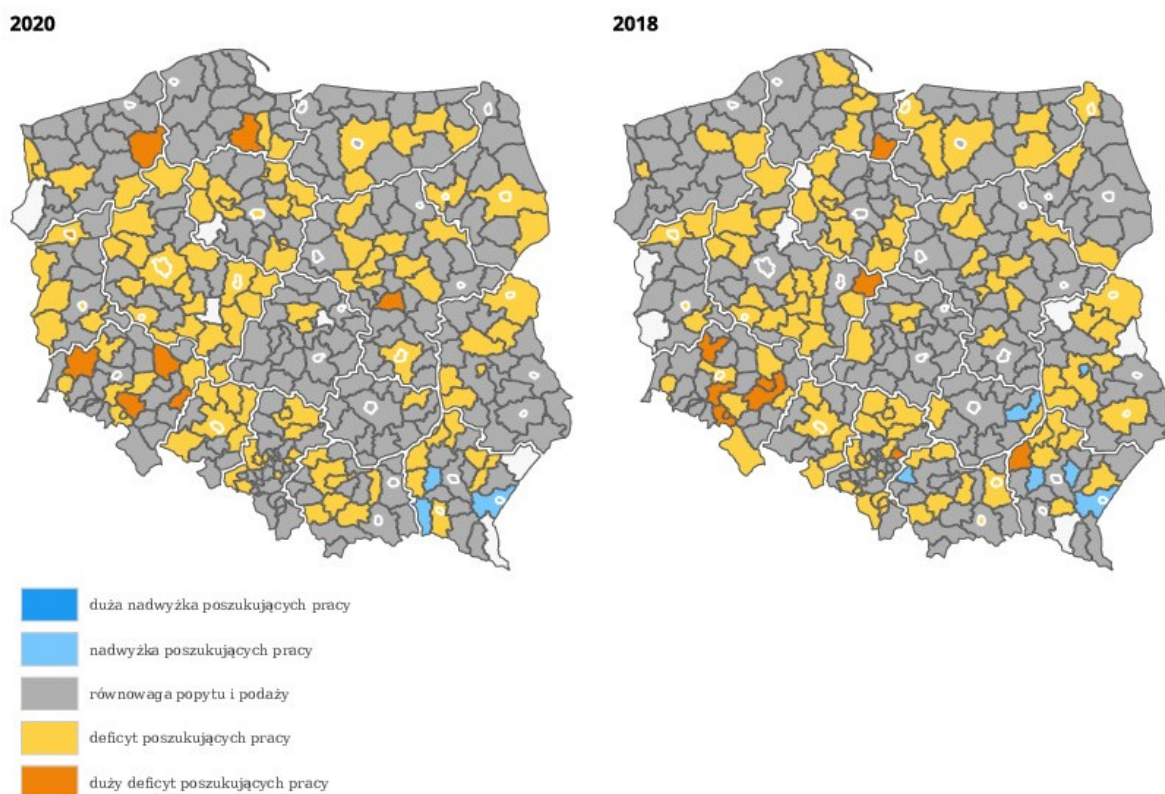 2020
2018
duża nadwyżka poszukujących pracy
nadwyżka poszukujących pracy
równowaga popytu i podaży
deficyt poszukujących pracy
duży deficyt poszukujących pracy